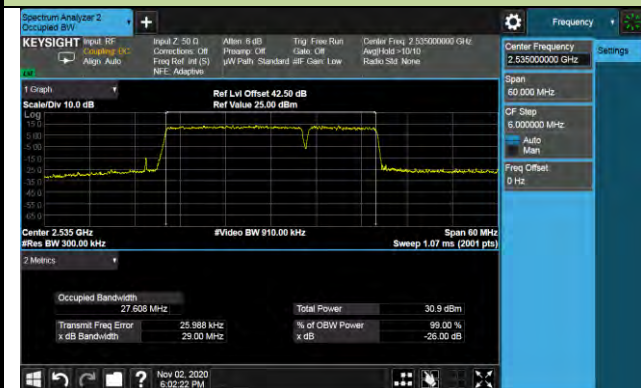 Spectrum Analyzer 2
Occupied BW
Frequency
KEYSIGHT Input: RF
Coupling: DC
Align: Auto
Input Z: 50 Ω
Corrections: Off
Freq Ref: Int (S)
NFE: Adaptive
Atten: 6 dB
Preamp: Off
µW Path: Standard
Trig: Free Run
Gate: Off
#IF Gain: Low
Center Freq: 2.535000000 GHz
Avg|Hold:>10/10
Radio Std: None
Center Frequency
2.535000000 GHz
Settings
Span
60.000 MHz
CF Step
6.000000 MHz
Auto
Man
Freq Offset
0 Hz
1 Graph
Scale/Div 10.0 dB
Ref Lvl Offset 42.50 dB
Ref Value 25.00 dBm
Log
15.0
5.00
-5.00
-15.0
-25.0
-35.0
-45.0
-55.0
-65.0
Center 2.535 GHz
#Video BW 910.00 kHz
Span 60 MHz
#Res BW 300.00 kHz
Sweep 1.07 ms (2001 pts)
2 Metrics
Occupied Bandwidth
27.608 MHz
Total Power 30.9 dBm
Transmit Freq Error 25.988 kHz
% of OBW Power 99.00 %
x dB Bandwidth 29.00 MHz
x dB -26.00 dB
Nov 02, 2020
6:02:22 PM